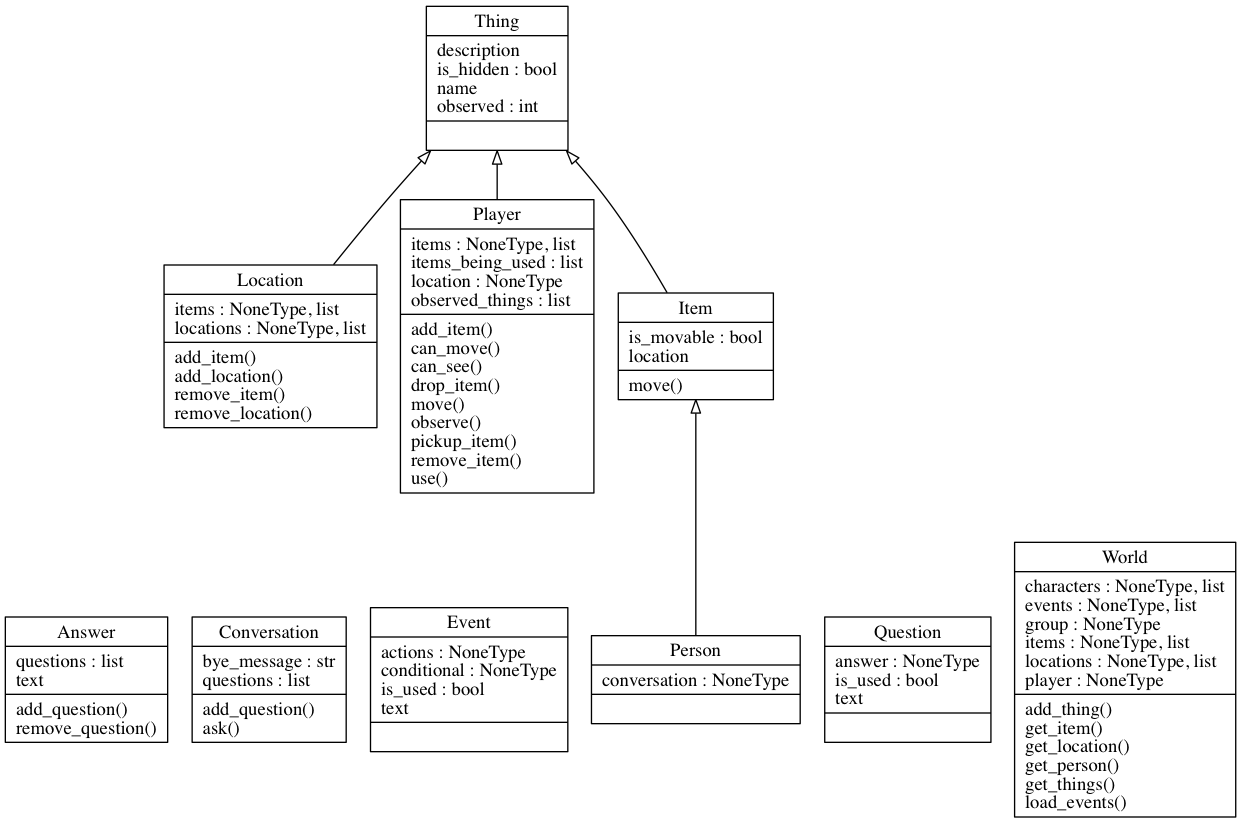 Thing
description
is_hidden : bool
name
observed : int
Player
items : NoneType, list
items_being_used : list
location : NoneType
observed_things : list
add_item()
can_move()
can_see()
drop_item()
move()
observe()
pickup_item()
remove_item()
use()
Location
items : NoneType, list
locations : NoneType, list
add_item()
add_location()
remove_item()
remove_location()
Item
is_movable : bool
location
move()
Answer
questions : list
text
add_question()
remove_question()
Conversation
bye_message : str
questions : list
add_question()
ask()
Event
actions : NoneType
conditional : NoneType
is_used : bool
text
Person
conversation : NoneType
Question
answer : NoneType
is_used : bool
text
World
characters : NoneType, list
events : NoneType, list
group : NoneType
items : NoneType, list
locations : NoneType, list
player : NoneType
add_thing()
get_item()
get_location()
get_person()
get_things()
load_events()